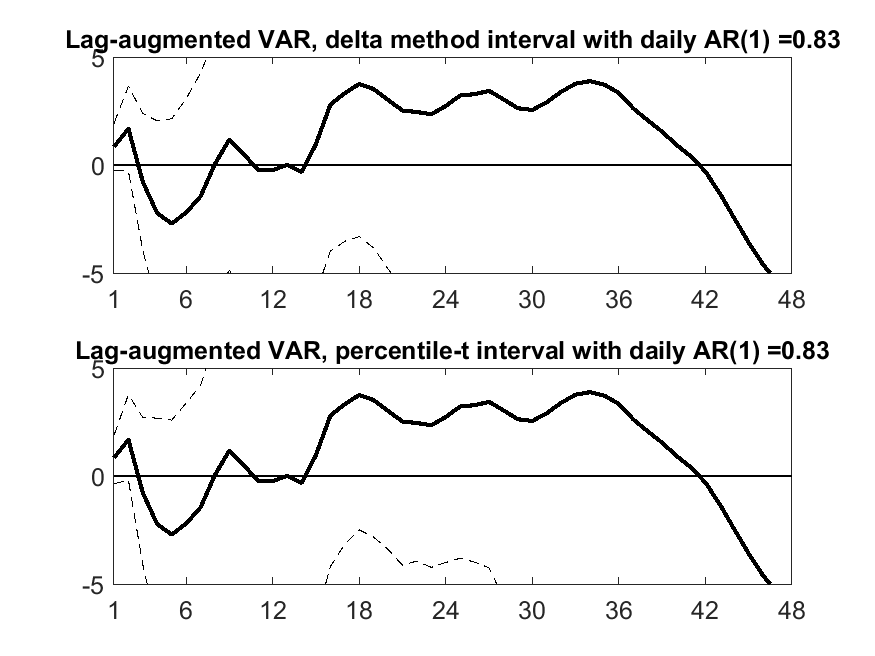 Lag-augmented VAR, delta method interval with daily AR(1) =0.83
5
0
-5
1 6 12 18 24 30 36 42 48
Lag-augmented VAR, percentile-t interval with daily AR(1) =0.83
5
0
-5
1 6 12 18 24 30 36 42 48